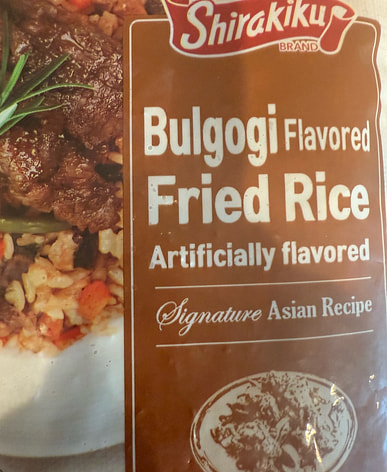 Shirakiku
BRAND
Bulgogi Flavored
Fried Rice
Artificially flavored
Signature Asian Recipe